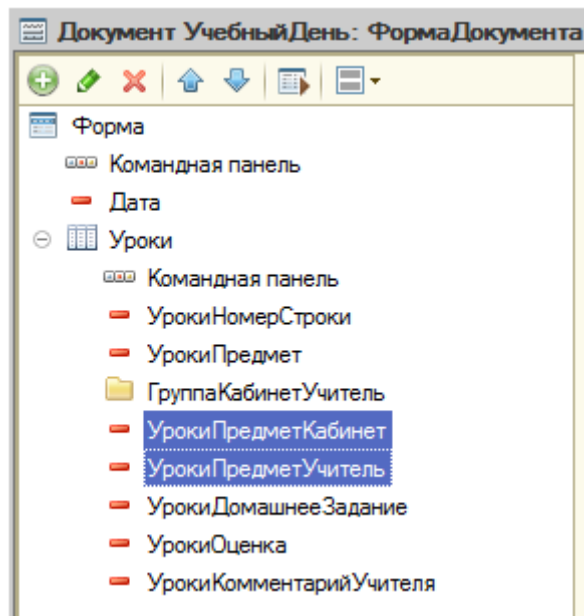 Документ УчебныйДень: ФормаДокумента
Форма
Командная панель
Дата
Уроки
Командная панель
УрокиНомерСтроки
УрокиПредмет
ГруппаКабинетУчитель
УрокиПредметКабинет
УрокиПредметУчитель
УрокиДомашнееЗадание
УрокиОценка
УрокиКомментарийУчителя